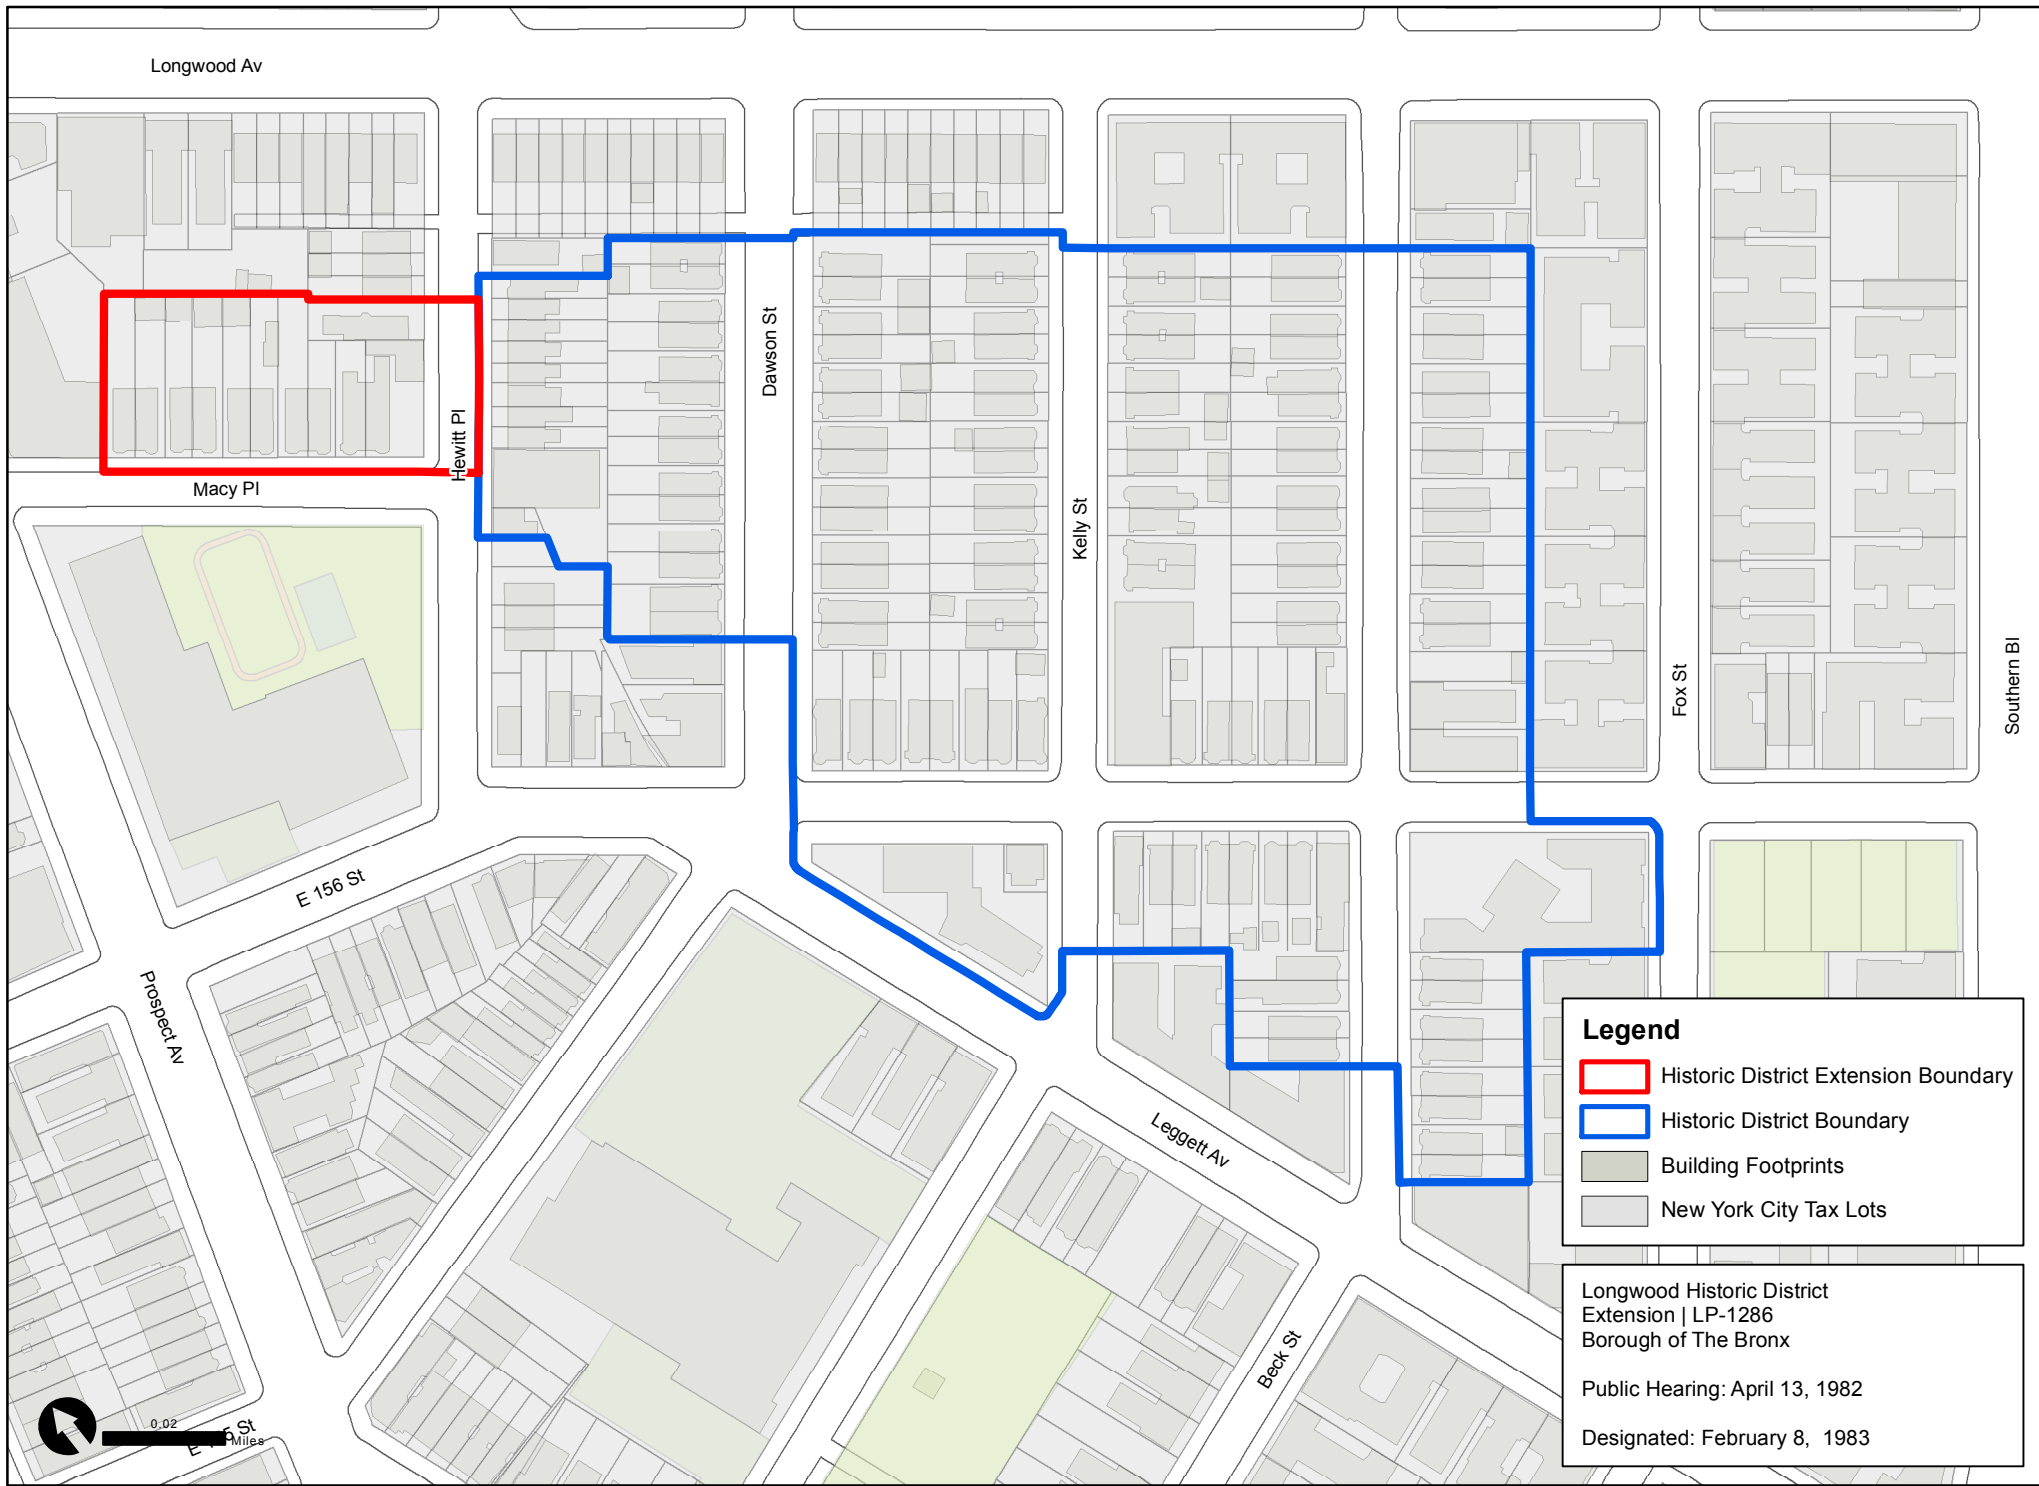 Longwood Av
Dawson St
Hewitt Pl
Macy Pl
Kelly St
Fox St
Southern Bl
E 156 St
Prospect Av
Leggett Av
Beck St
Legend
Historic District Extension Boundary
Historic District Boundary
Building Footprints
New York City Tax Lots
Longwood Historic District
Extension | LP-1286
Borough of The Bronx
Public Hearing: April 13, 1982
Designated: February 8, 1983
0.02
Miles
E St